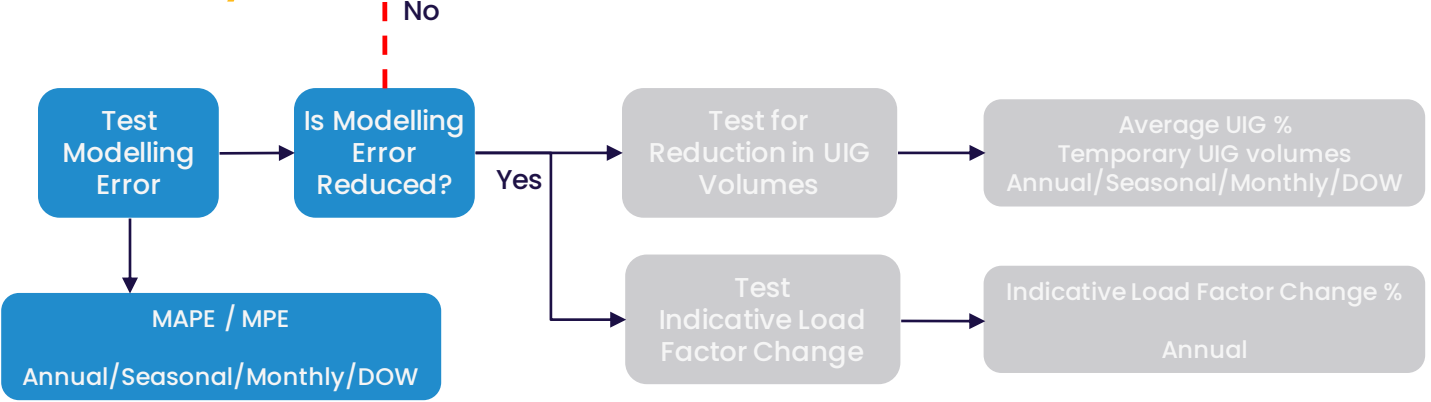 No
Test
Modelling
Error
Is Modelling
Error
Reduced?
Yes
Test for
Reduction in UIG
Volumes
Average UIG %
Temporary UIG volumes
Annual/Seasonal/Monthly/DOW
MAPE / MPE
Annual/Seasonal/Monthly/DOW
Test
Indicative Load
Factor Change
Indicative Load Factor Change %
Annual